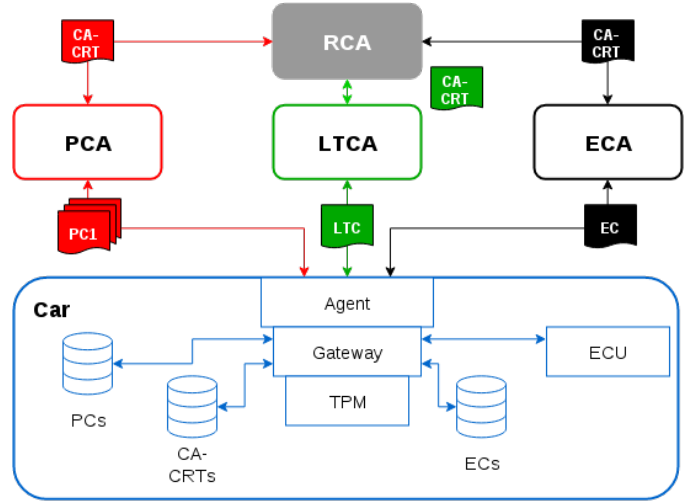 CA-
CRT
RCA
CA-
CRT
CA-
CRT
PCA
LTCA
ECA
PC1
LTC
EC
Car
Agent
Gateway
ECU
TPM
PCs
CA-
CRTs
ECs